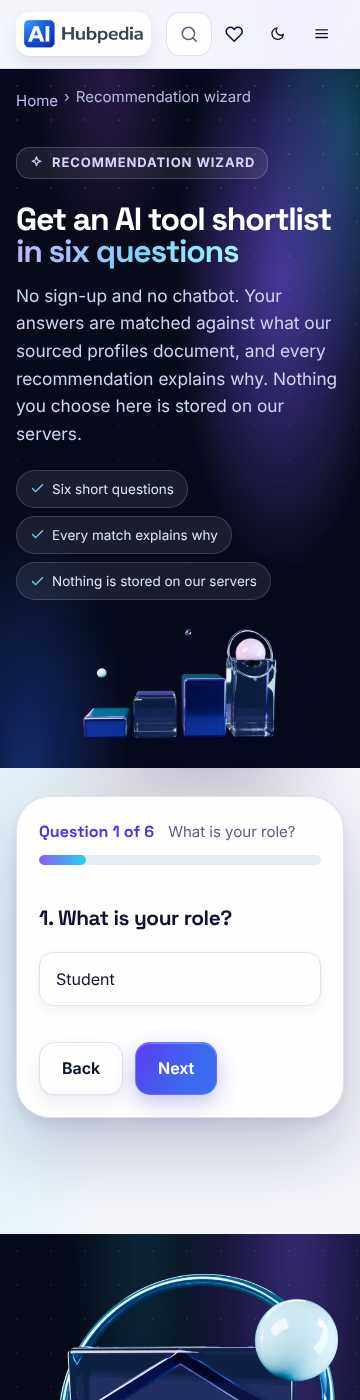 AI Hubpedia
Home › Recommendation wizard
RECOMMENDATION WIZARD
Get an AI tool shortlist
in six questions
No sign-up and no chatbot. Your
answers are matched against what our
sourced profiles document, and every
recommendation explains why. Nothing
you choose here is stored on our
servers.
Six short questions
Every match explains why
Nothing is stored on our servers
Question 1 of 6 What is your role?
1. What is your role?
Student
Back Next